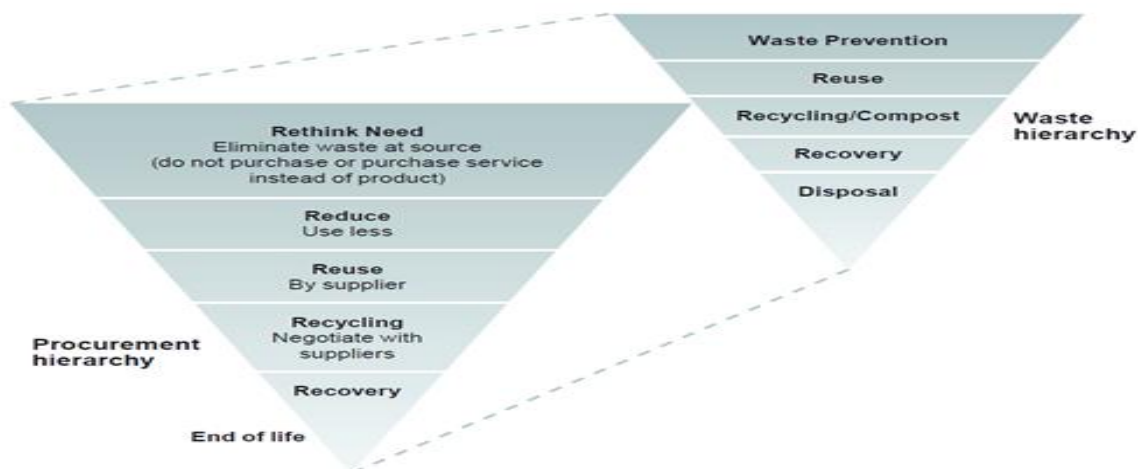 Waste Prevention
Reuse
Recycling/Compost
Recovery
Disposal
Waste
hierarchy
Rethink Need
Eliminate waste at source
(do not purchase or purchase service
instead of product)
Reduce
Use less
Reuse
By supplier
Recycling
Negotiate with
suppliers
Recovery
Procurement
hierarchy
End of life